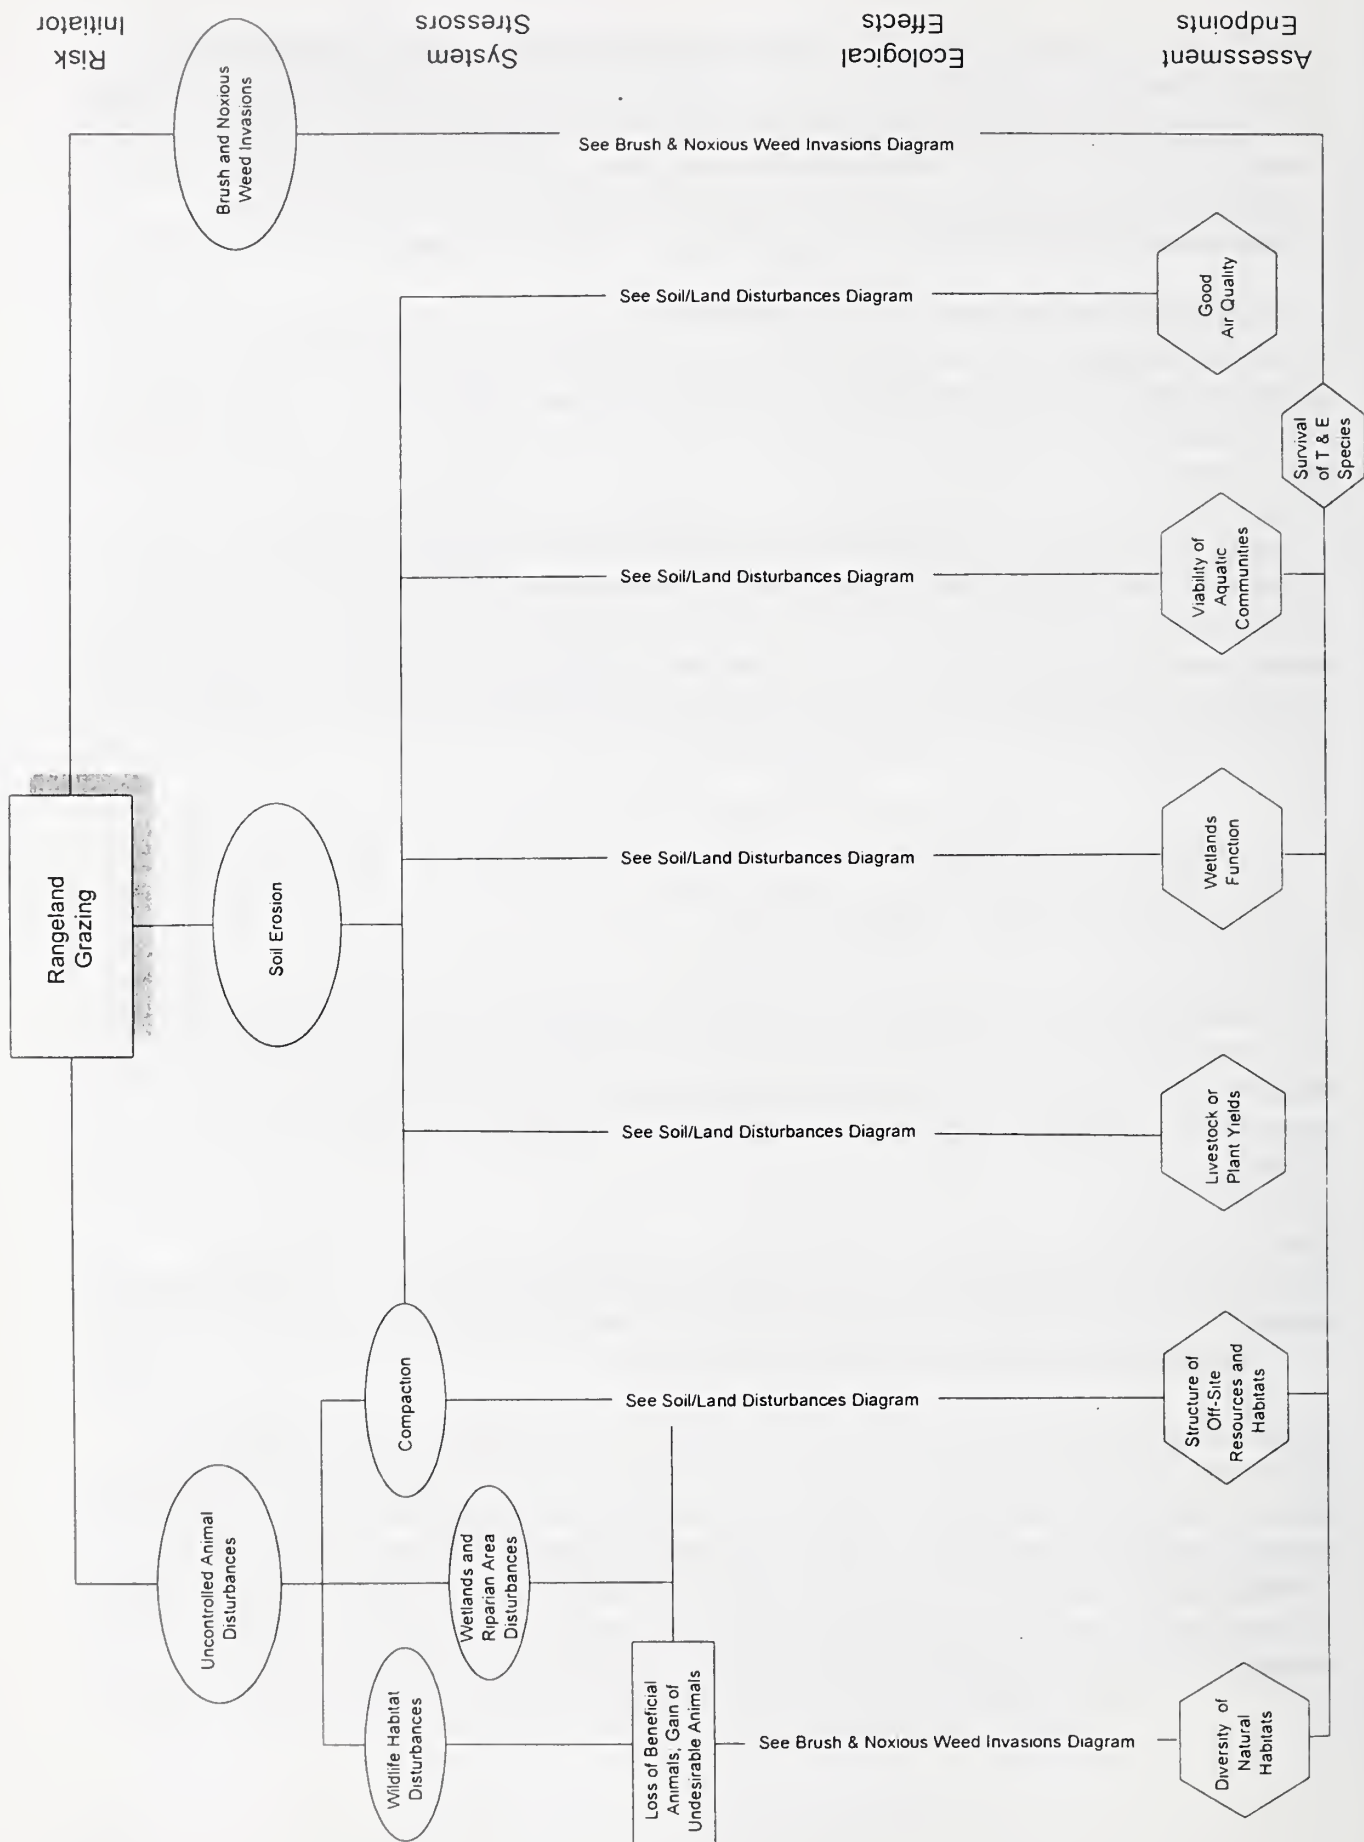 Risk
Initiator
System
Stressors
Ecological
Effects
Assessment
Endpoints
Rangeland
Grazing
Brush and Noxious
Weed Invasions
Soil Erosion
Uncontrolled Animal
Disturbances
Compaction
Wetlands and
Riparian Area
Disturbances
Wildlife Habitat
Disturbances
Loss of Beneficial
Animals, Gain of
Undesirable Animals
See Brush & Noxious Weed Invasions Diagram
See Soil/Land Disturbances Diagram
See Soil/Land Disturbances Diagram
See Soil/Land Disturbances Diagram
See Soil/Land Disturbances Diagram
See Soil/Land Disturbances Diagram
See Brush & Noxious Weed Invasions Diagram
Good
Air Quality
Survival
of T & E
Species
Viability of
Aquatic
Communities
Wetlands
Function
Livestock or
Plant Yields
Structure of
Off-Site
Resources and
Habitats
Diversity of
Natural
Habitats